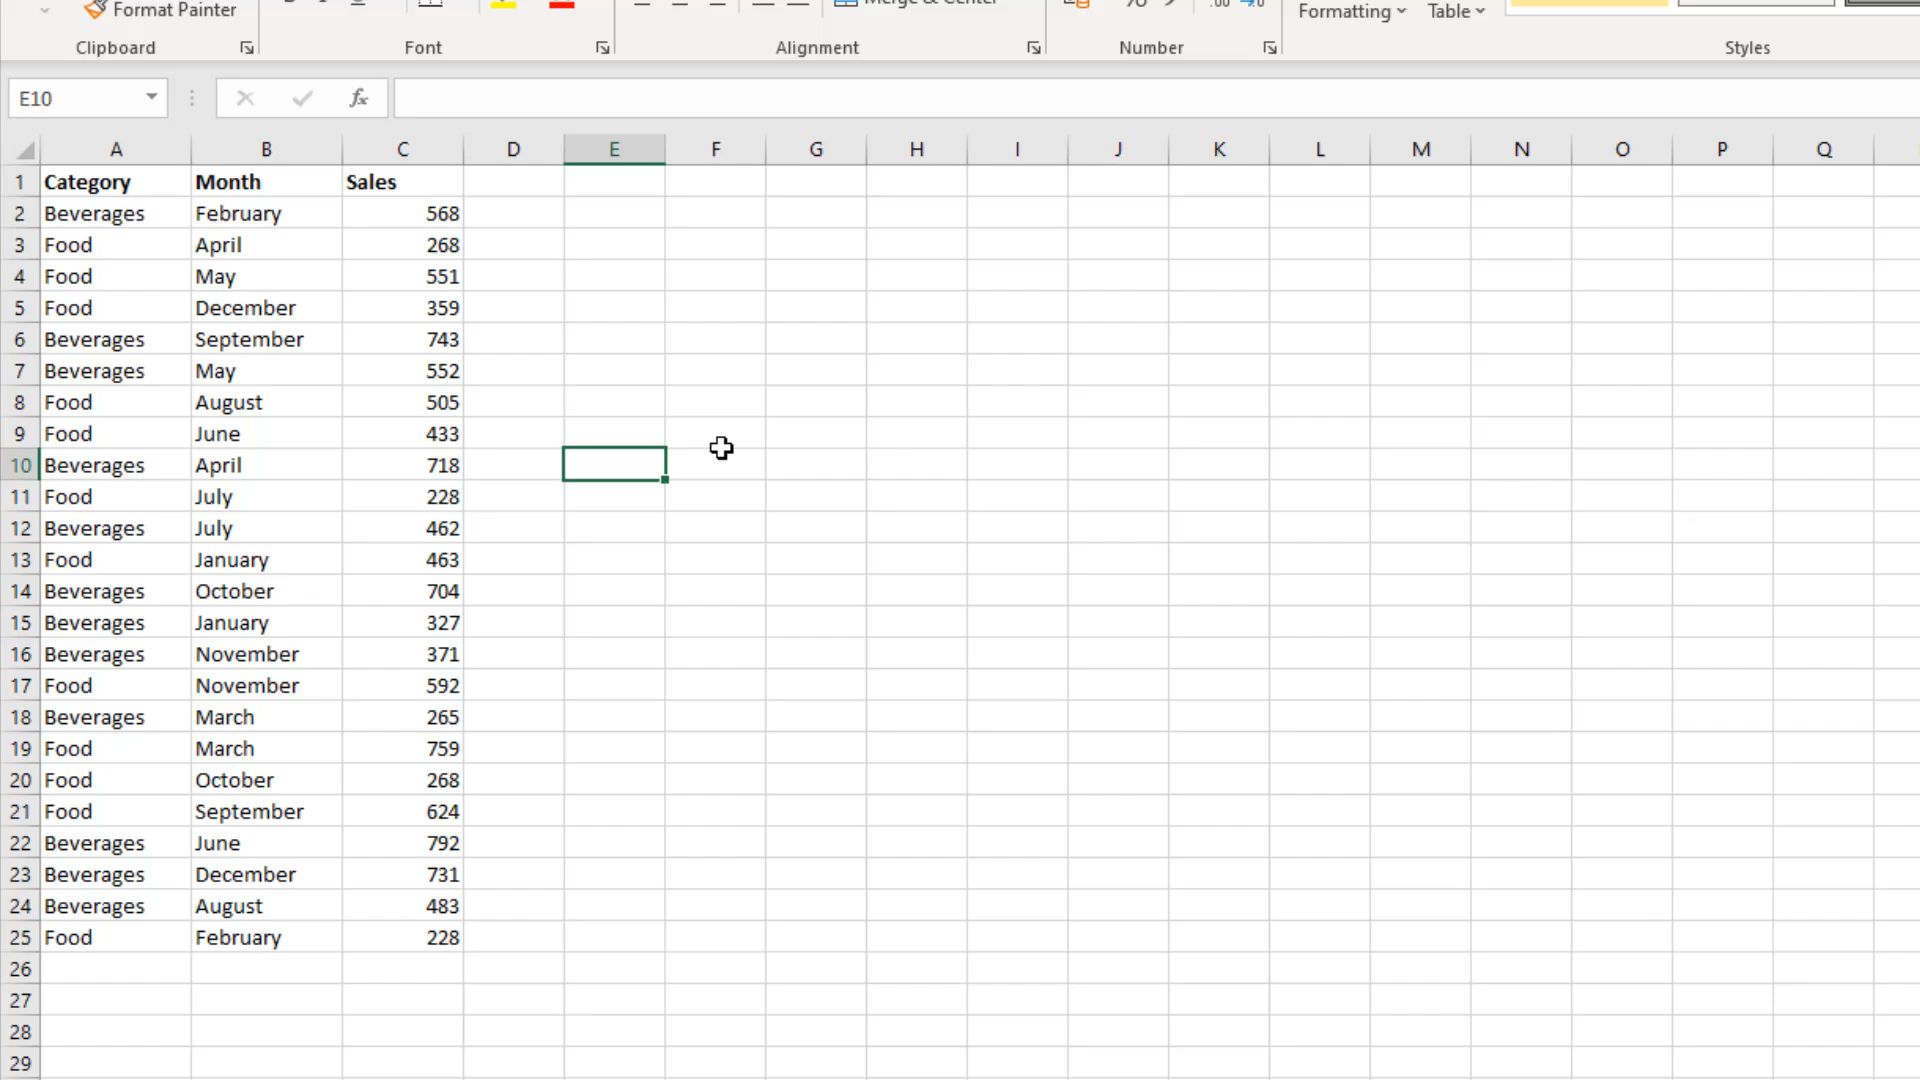 Format Painter Merge & Center % .00 Formatting Table
Clipboard Font Alignment Number Styles
E10 fx
A B C D E F G H I J K L M N O P Q
1 Category Month Sales
2 Beverages February 568
3 Food April 268
4 Food May 551
5 Food December 359
6 Beverages September 743
7 Beverages May 552
8 Food August 505
9 Food June 433
10 Beverages April 718
11 Food July 228
12 Beverages July 462
13 Food January 463
14 Beverages October 704
15 Beverages January 327
16 Beverages November 371
17 Food November 592
18 Beverages March 265
19 Food March 759
20 Food October 268
21 Food September 624
22 Beverages June 792
23 Beverages December 731
24 Beverages August 483
25 Food February 228
26
27
28
29